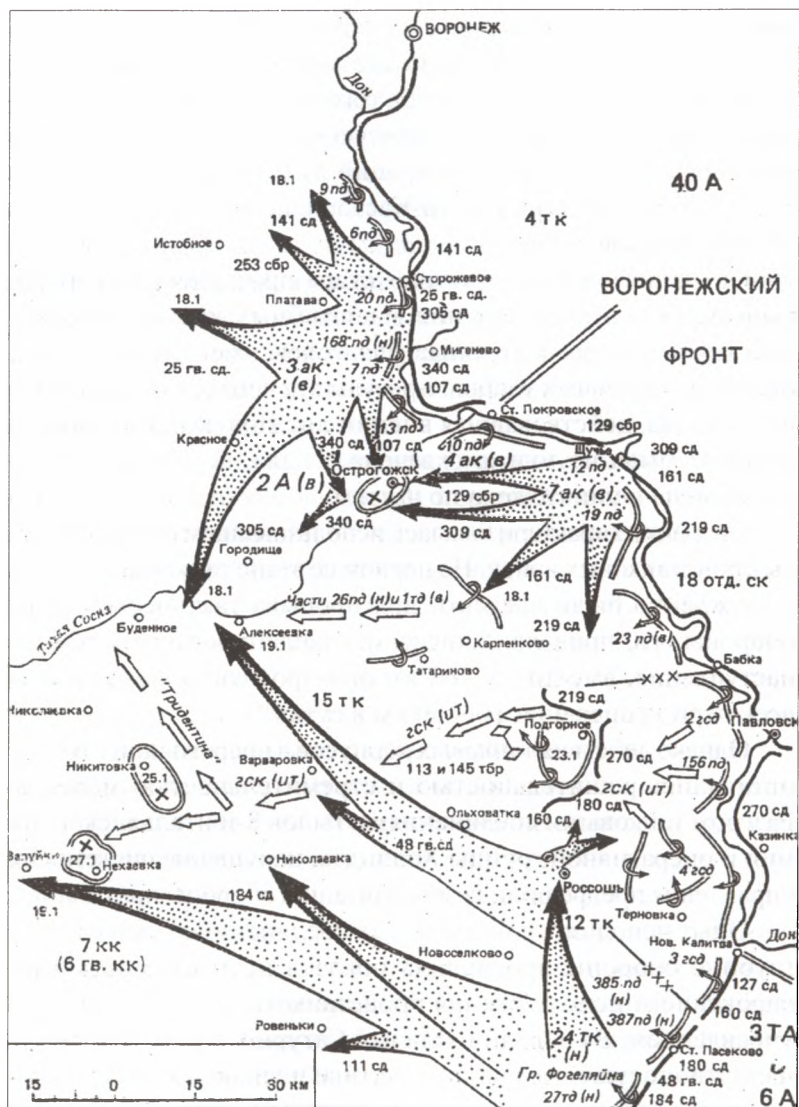 ВОРОНЕЖ
Дон
40 А
18.1
9 пд
4 тк
141 сд
6 пд
141 сд
Истобное
253 сбр
Сторожевое
25 гв. сд.
305 сд
Платава
20 пд
18.1
ВОРОНЕЖСКИЙ
ФРОНТ
168 пд (н)
7 пд
Мигенево
340 сд
107 сд
25 гв. сд.
3 ак
(в)
Ст. Покровское
129 сбр
13 пд
Красное
340 сд
107 сд
10 пд
Щучье
309 сд
Острогожск
4 ак (в)
12 пд
161 сд
2 А (в)
129 сбр
7 ак (в)
309 сд
19 пд
219 сд
305 сд
340 сд
Городища
161 сд
18 отд. ск
18.1
18.1
Части 26пд (н) и 1тд (в)
219 сд
Тихая Сосна
Буденное
Алексеевка
19.1
Карпенково
23 пд(в)
Татариново
Бабка
15 тк
219 сд
"Тридентина"
гск (ит)
Подгорное
2 гсд
Павловск
Николаевка
23.1
270 сд
156 пд
Варваровка
113 и 145 тбр
Никитовка
25.1
гск (ит)
гск (ит)
180 сд
Ольховатка
160 сд
270 сд
48 гв.сд
Валуйки
27.1
Нехаевка
Николаевка
4 гсд
Россошь
184 сд
Терновка
19.1
12 тк
7 кк
(6 гв. кк)
Нов. Калитва
Дон
Новоселково
3 гсд
385 пд
(н)
127 сд
160 сд
387пд (н)
Ровеньки
24 тк
(н)
3 ТА
Ст. Пасеково
111 сд
180 сд
48 гв. сд
Гр. Фогеляйна
6 А
27тд (н)
184 сд
15 0 15 30 км